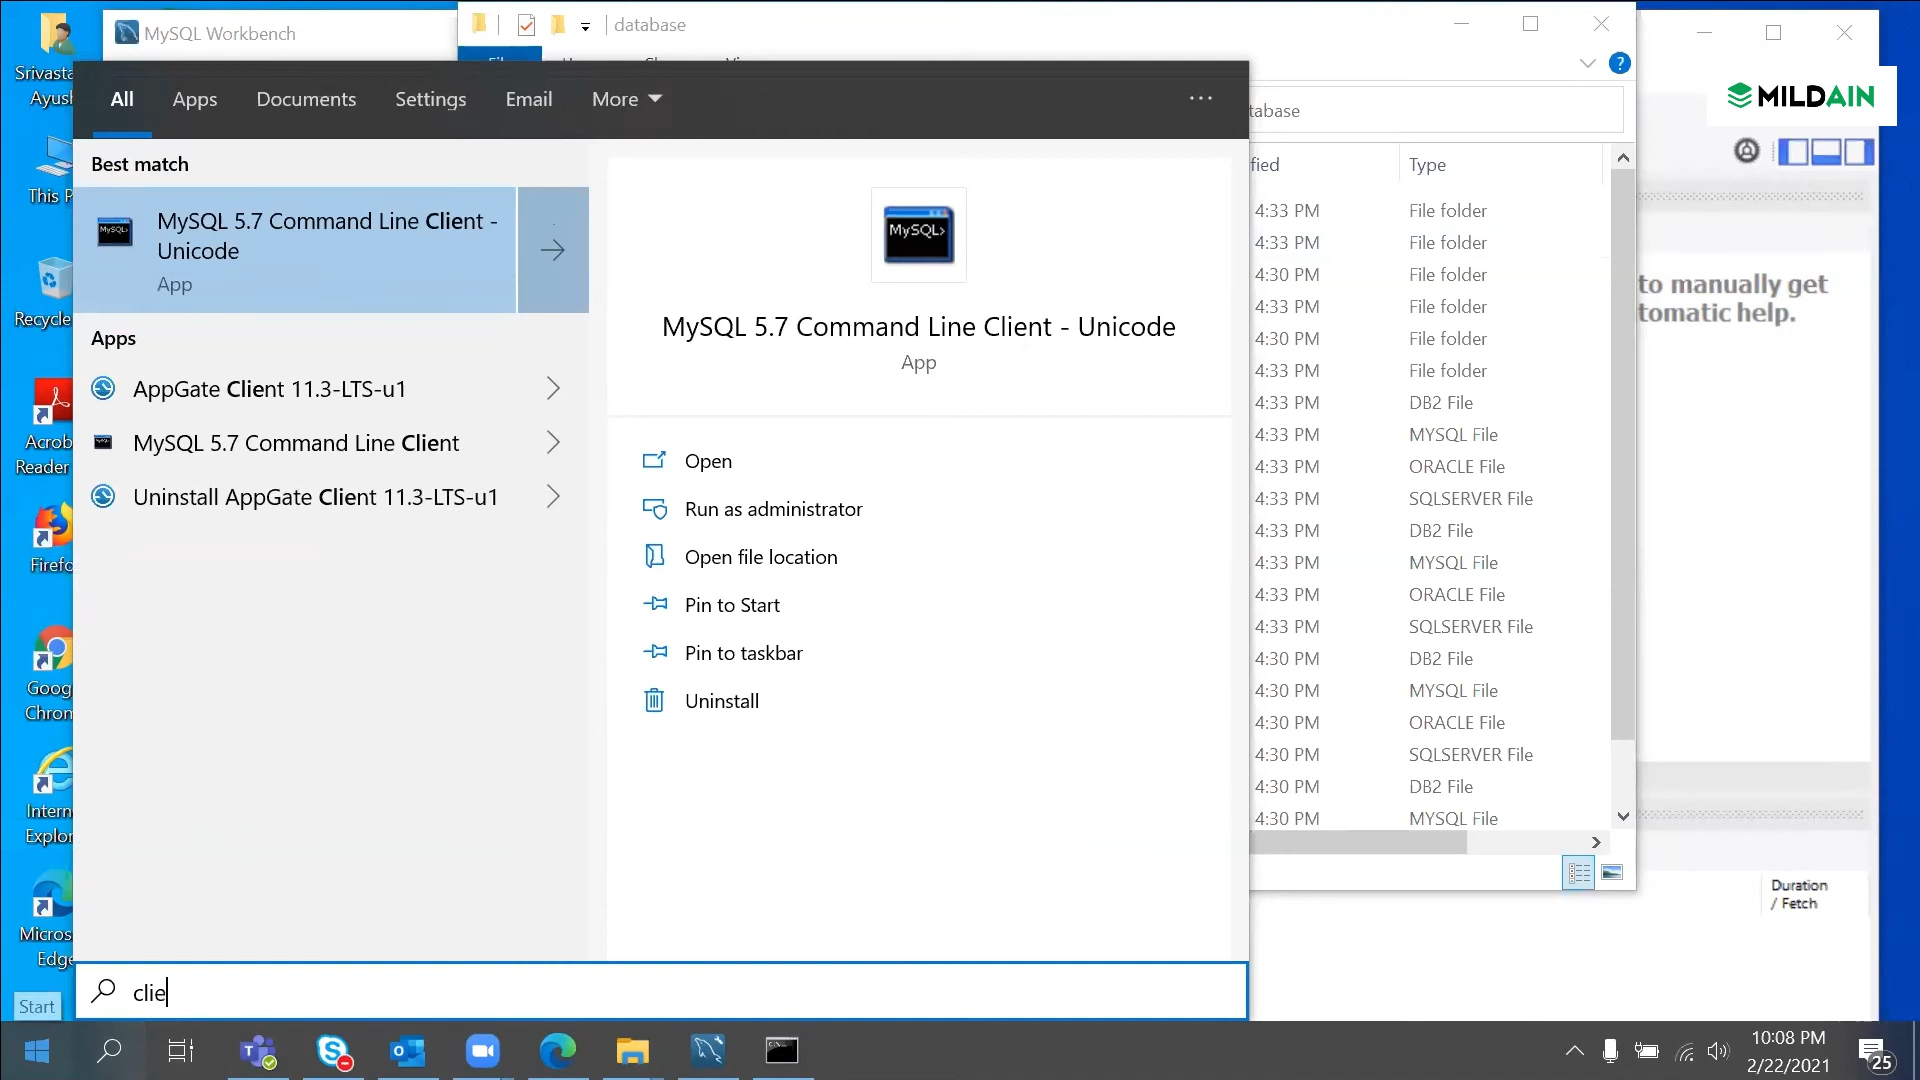 MySQL Workbench
database
MILDAIN
All
Apps
Documents
Settings
Email
More
tabase
Best match
MySQL 5.7 Command Line Client -
Unicode
App
MySQL>
MySQL 5.7 Command Line Client - Unicode
App
Apps
AppGate Client 11.3-LTS-u1
MySQL 5.7 Command Line Client
Uninstall AppGate Client 11.3-LTS-u1
Open
Run as administrator
Open file location
Pin to Start
Pin to taskbar
Uninstall
fied
Type
4:33 PM File folder
4:33 PM File folder
4:30 PM File folder
4:33 PM File folder
4:30 PM File folder
4:33 PM File folder
4:33 PM DB2 File
4:33 PM MYSQL File
4:33 PM ORACLE File
4:33 PM SQLSERVER File
4:33 PM DB2 File
4:33 PM MYSQL File
4:33 PM ORACLE File
4:33 PM SQLSERVER File
4:30 PM DB2 File
4:30 PM MYSQL File
4:30 PM ORACLE File
4:30 PM SQLSERVER File
4:30 PM DB2 File
4:30 PM MYSQL File
to manually get
tomatic help.
Duration
/ Fetch
Srivasta
Ayush
This P
Recycle
Acrob
Reader
Firefo
Goog
Chrom
Intern
Explor
Micros
Edge
Start
clie
10:08 PM
2/22/2021
25